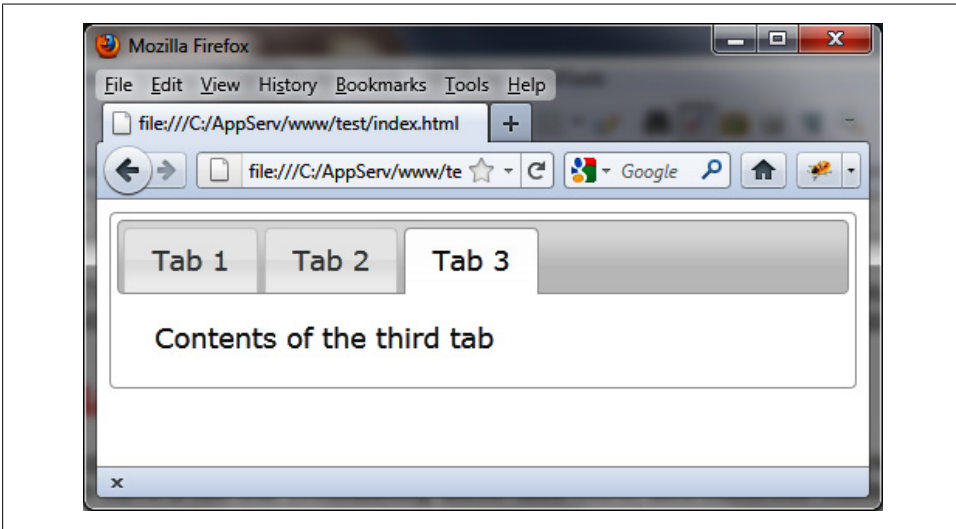 Mozilla Firefox
File Edit View History Bookmarks Tools Help
file:///C:/AppServ/www/test/index.html
file:///C:/AppServ/www/te Google
Tab 1 Tab 2 Tab 3
Contents of the third tab